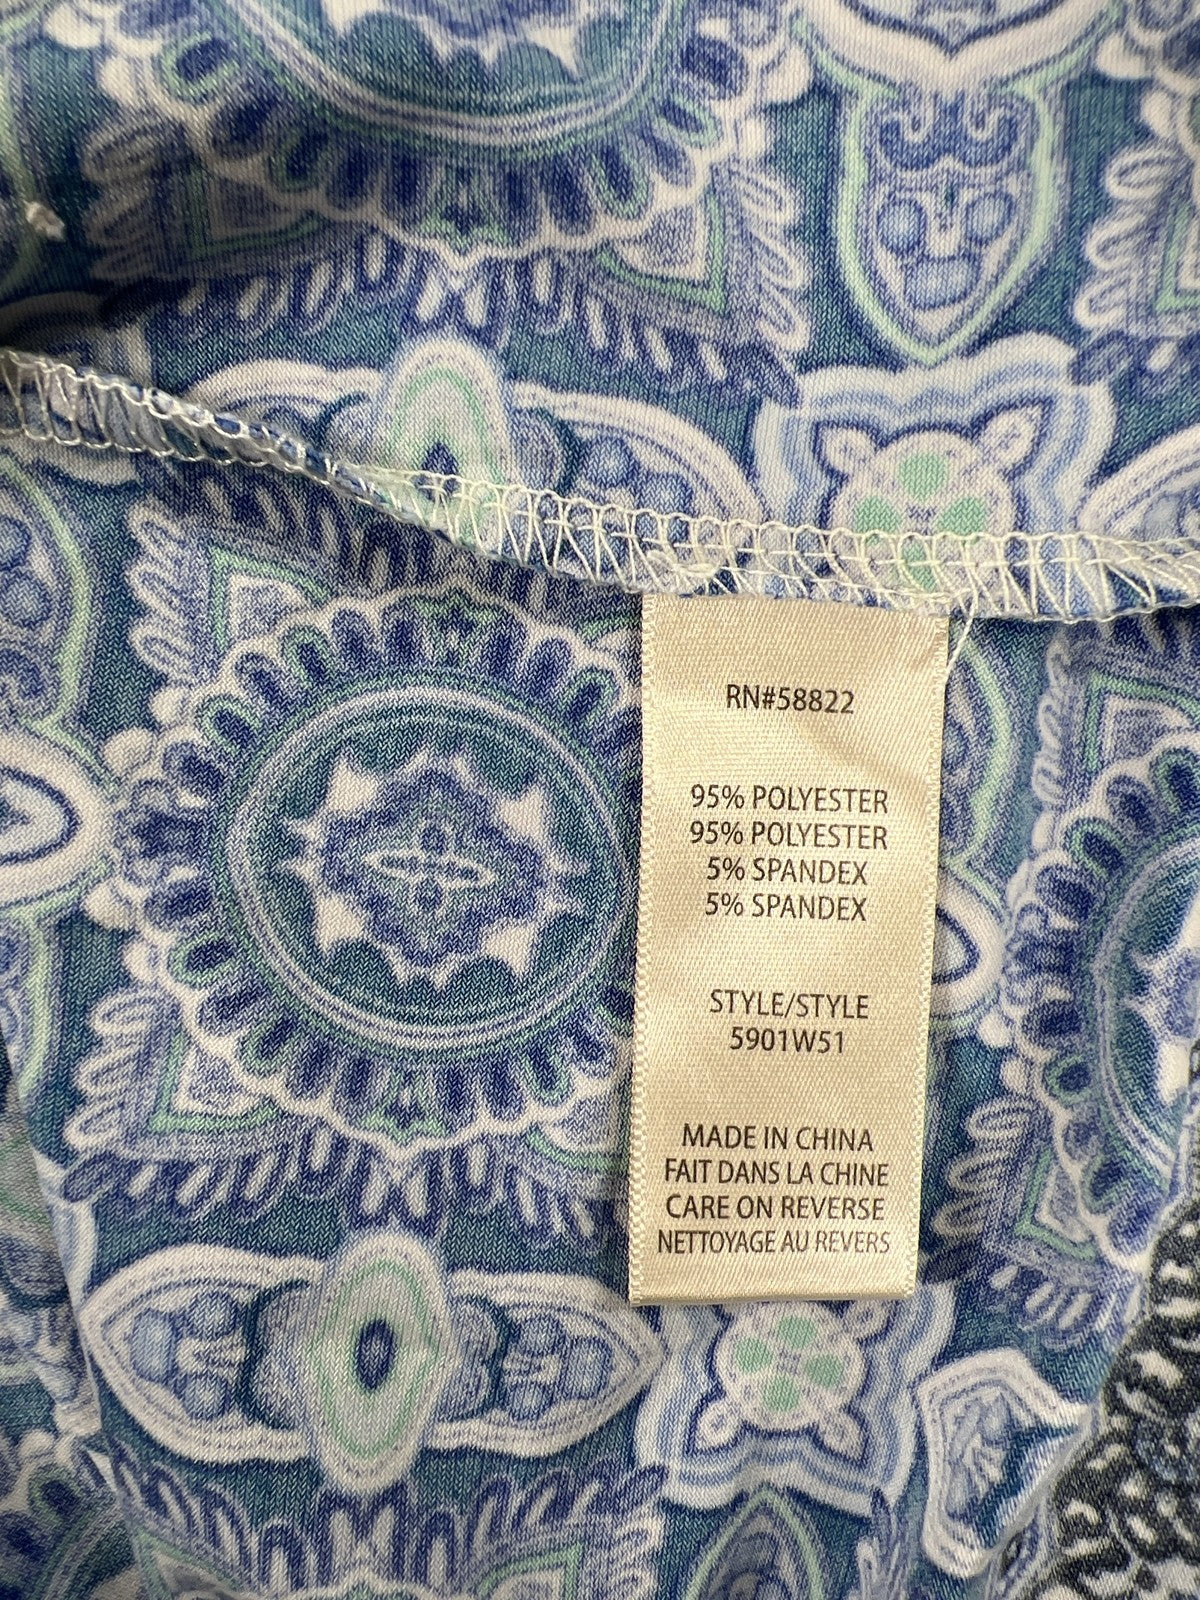 RN#58822
95% POLYESTER
95% POLYESTER
5% SPANDEX
5% SPANDEX
STYLE/STYLE
5901W51
MADE IN CHINA
FAIT DANS LA CHINE
CARE ON REVERSE
NETTOYAGE AU REVERS